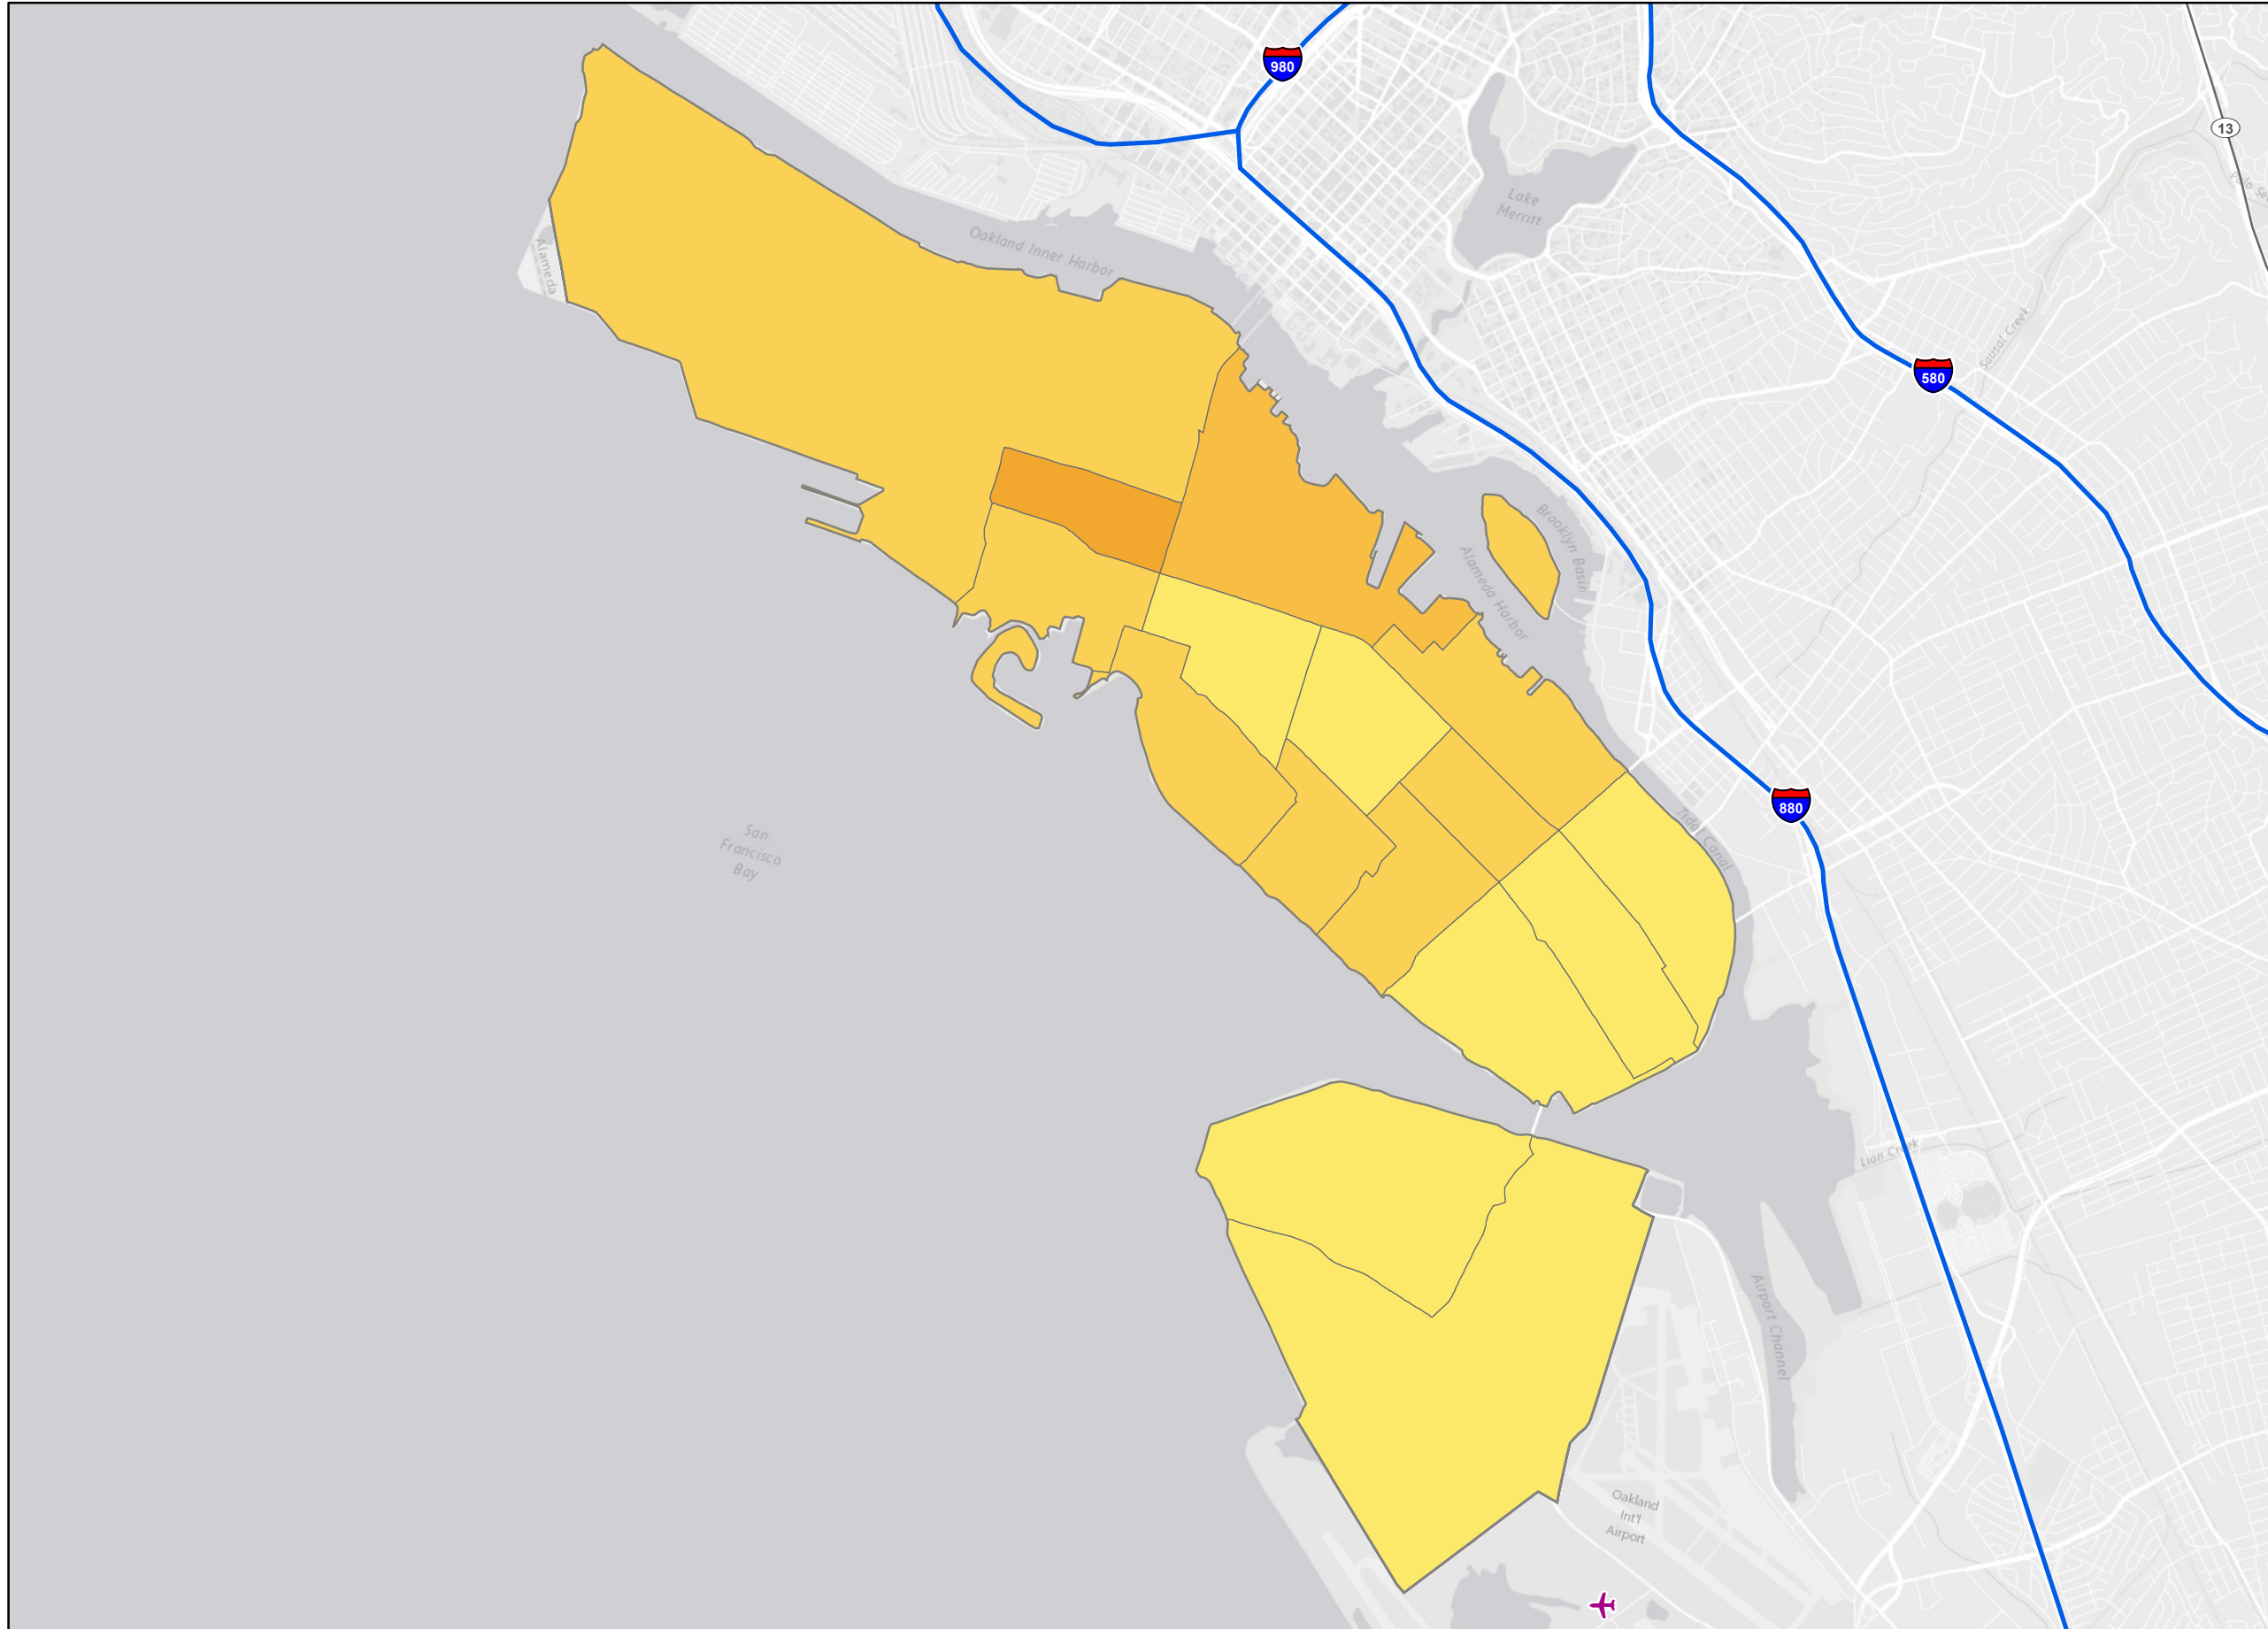 980
13
Lake
Merritt
Oakland Inner Harbor
Alameda
Sausal Creek
580
Brooklyn Basin
Alameda Harbor
880
Tidal Canal
San
Francisco
Bay
Lion Creek
Airport Channel
Oakland
Int'l
Airport